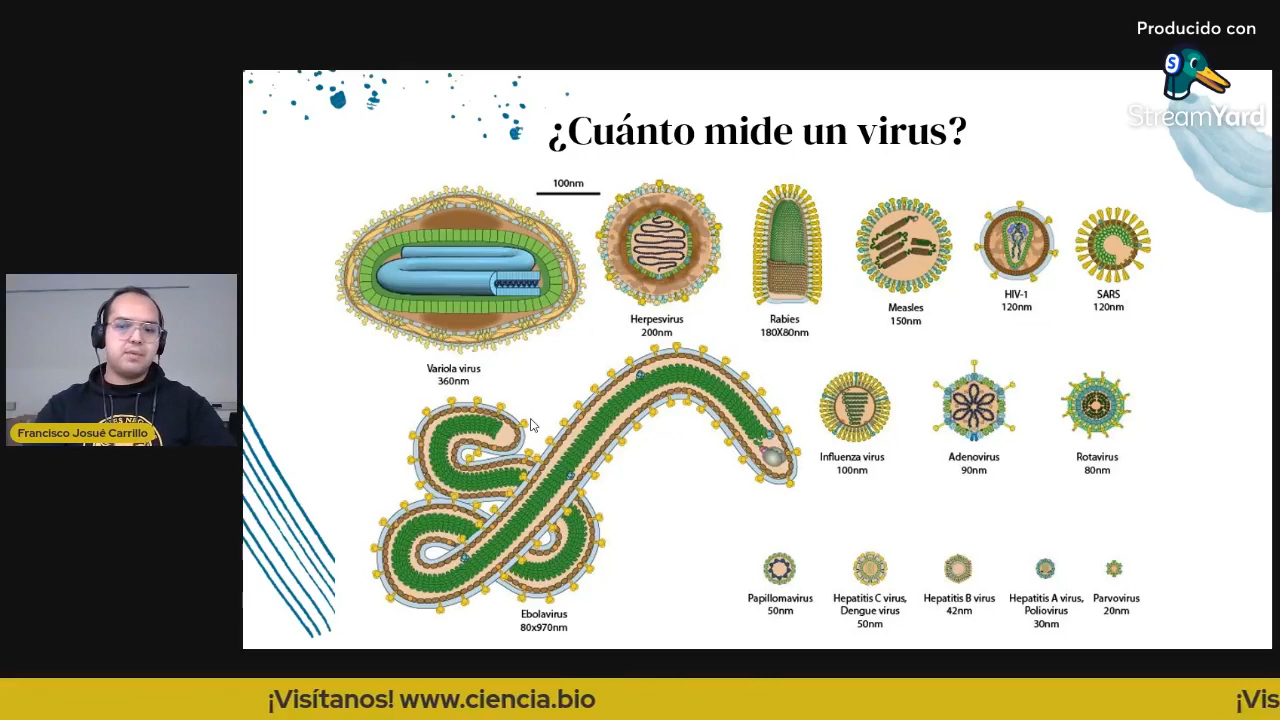 Producido con
StreamYard
¿Cuánto mide un virus?
100nm
Variola virus
360nm
Herpesvirus
200nm
Rabies
180X80nm
Measles
150nm
HIV-1
120nm
SARS
120nm
Ebolavirus
80x970nm
Influenza virus
100nm
Adenovirus
90nm
Rotavirus
80nm
Papillomavirus
50nm
Hepatitis C virus,
Dengue virus
50nm
Hepatitis B virus
42nm
Hepatitis A virus,
Poliovirus
30nm
Parvovirus
20nm
Francisco Josué Carrillo
¡Visítanos! www.ciencia.bio
¡Vis